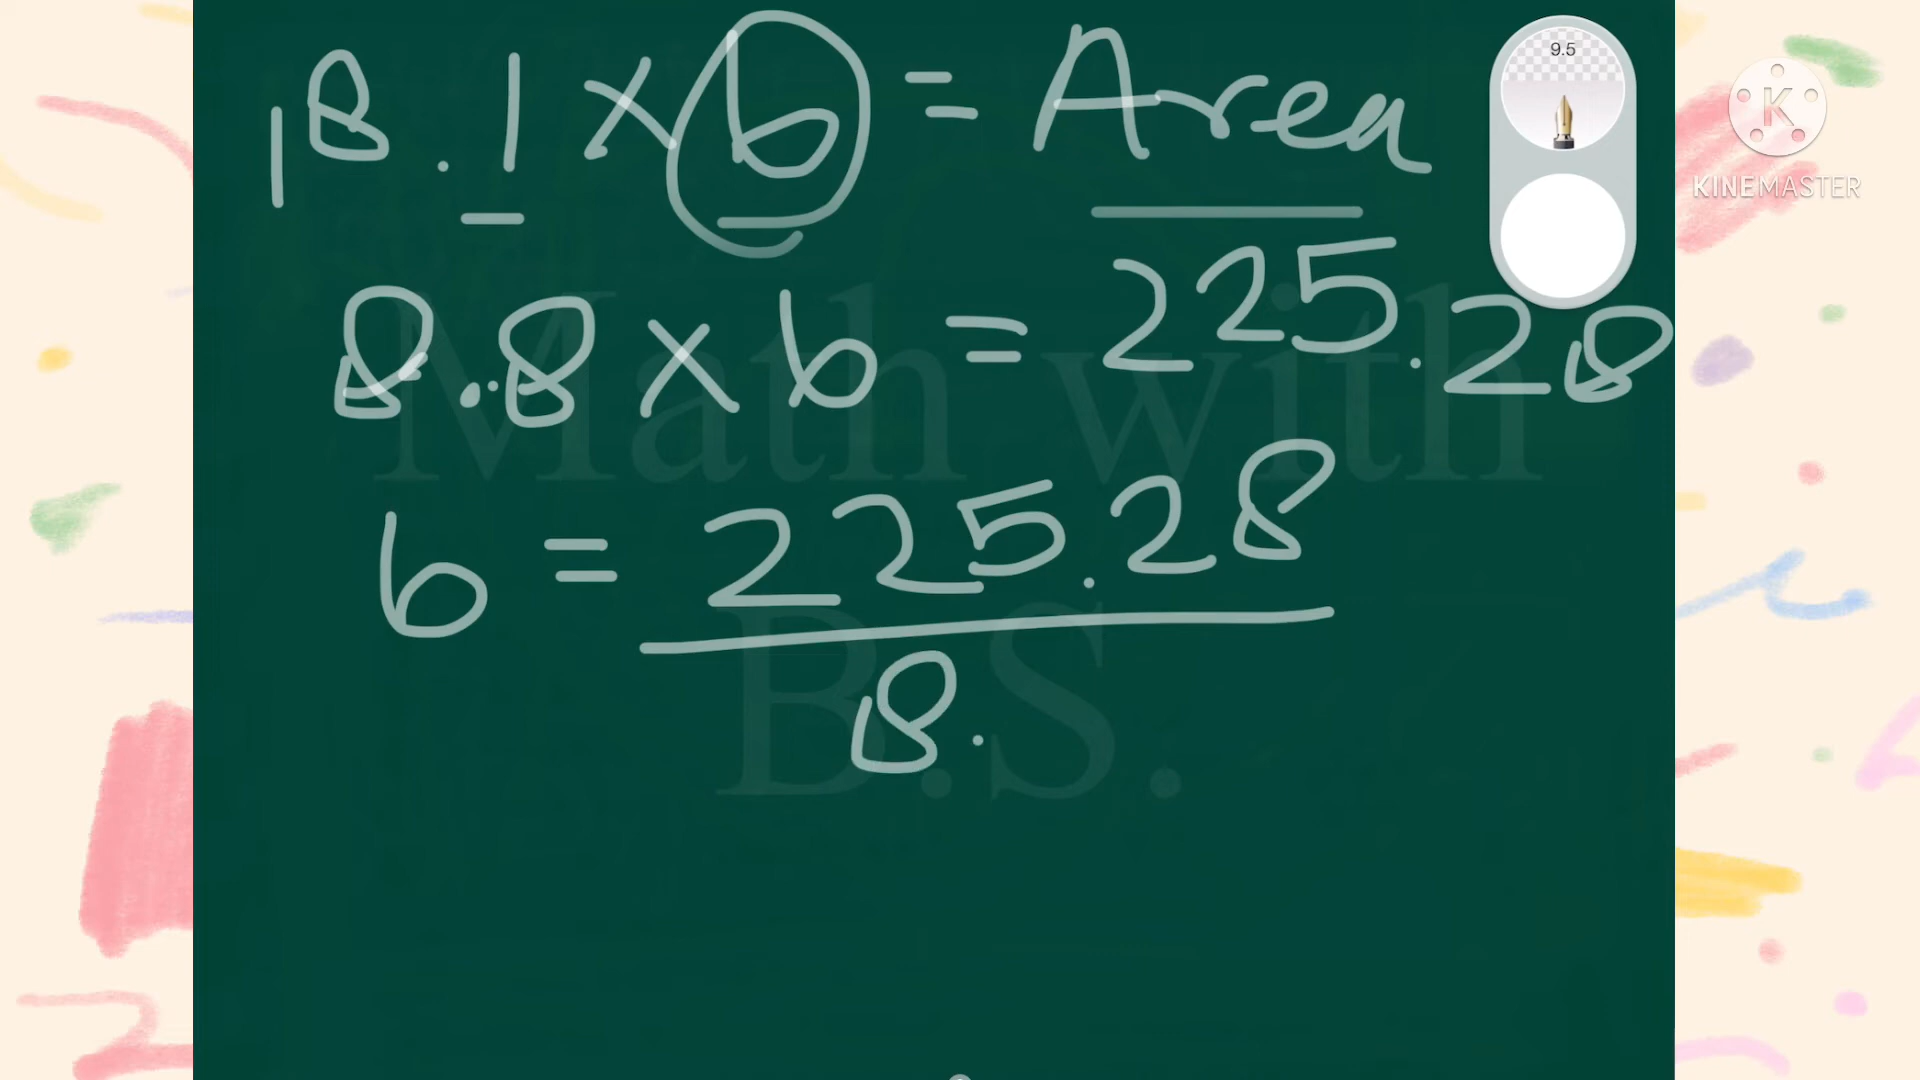 18.1 × b = Area
8.8 × b = 225.28
b = 225.28
8.
Math with
B.S.
9.5
K
KINEMASTER